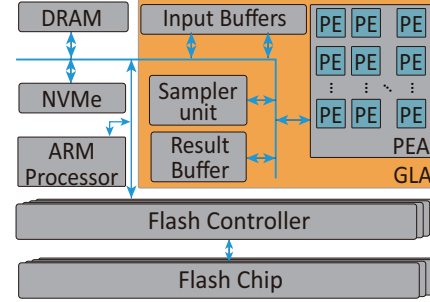 DRAM
Input Buffers
PE PE PE
PE PE PE
PE PE PE
NVMe
Sampler
unit
ARM
Processor
Result
Buffer
PEA
GLA
Flash Controller
Flash Chip